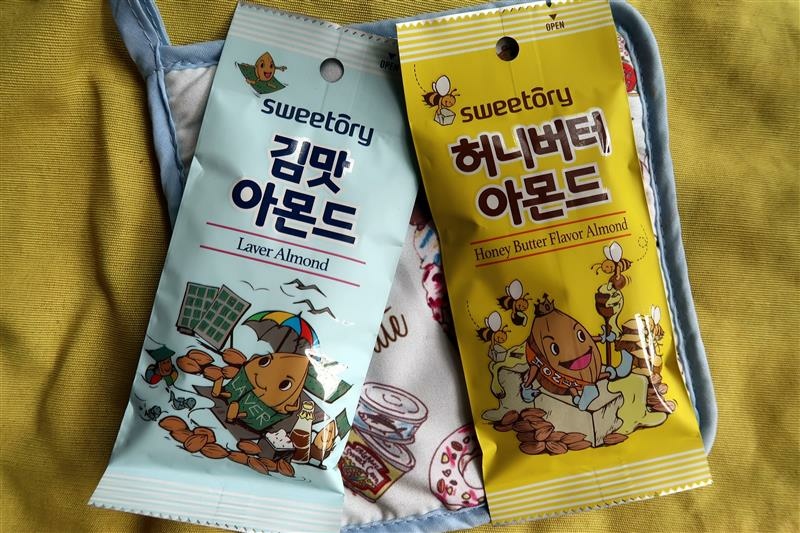 OPEN
sweetory
김맛
아몬드
Laver Almond
LAVER
OPEN
sweetory
허니버터
아몬드
Honey Butter Flavor Almond
HONEY